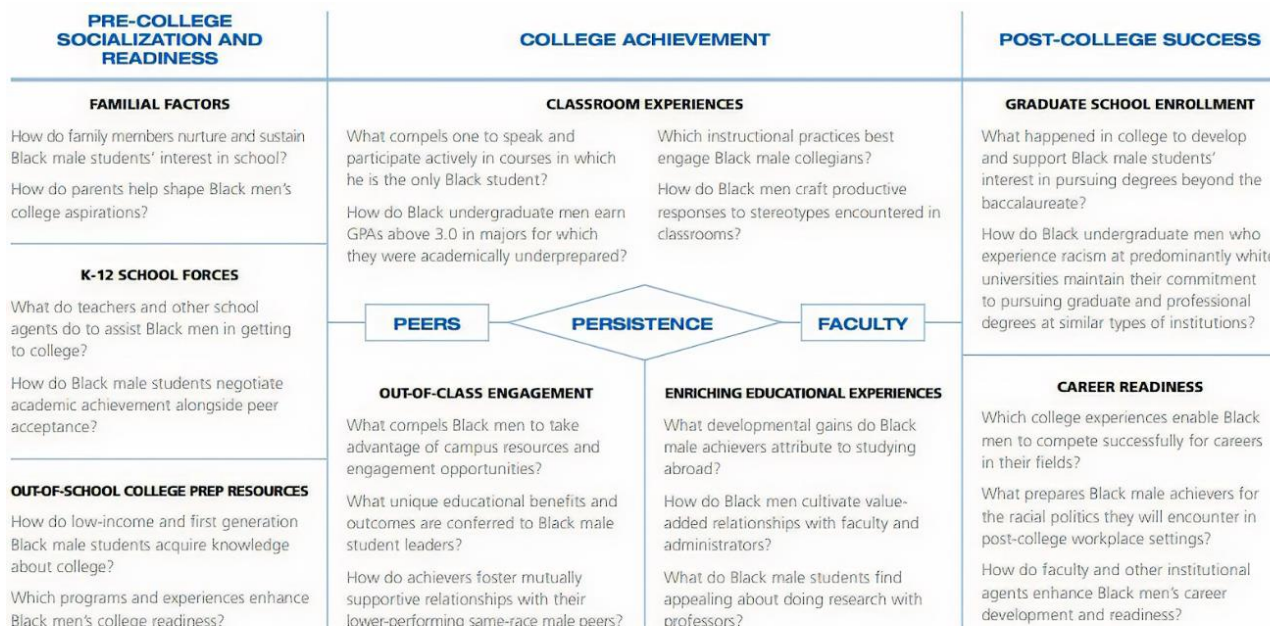 PRE-COLLEGE
SOCIALIZATION AND
READINESS
FAMILIAL FACTORS
How do family members nurture and sustain
Black male students' interest in school?
How do parents help shape Black men's
college aspirations?
K-12 SCHOOL FORCES
What do teachers and other school
agents do to assist Black men in getting
to college?
How do Black male students negotiate
academic achievement alongside peer
acceptance?
OUT-OF-SCHOOL COLLEGE PREP RESOURCES
How do low-income and first generation
Black male students acquire knowledge
about college?
Which programs and experiences enhance
Black men's college readiness?
COLLEGE ACHIEVEMENT
CLASSROOM EXPERIENCES
What compels one to speak and
participate actively in courses in which
he is the only Black student?
How do Black undergraduate men earn
GPAs above 3.0 in majors for which
they were academically underprepared?
Which instructional practices best
engage Black male collegians?
How do Black men craft productive
responses to stereotypes encountered in
classrooms?
PEERS
PERSISTENCE
FACULTY
OUT-OF-CLASS ENGAGEMENT
What compels Black men to take
advantage of campus resources and
engagement opportunities?
What unique educational benefits and
outcomes are conferred to Black male
student leaders?
How do achievers foster mutually
supportive relationships with their
lower-performing same-race male peers?
ENRICHING EDUCATIONAL EXPERIENCES
What developmental gains do Black
male achievers attribute to studying
abroad?
How do Black men cultivate value-
added relationships with faculty and
administrators?
What do Black male students find
appealing about doing research with
professors?
POST-COLLEGE SUCCESS
GRADUATE SCHOOL ENROLLMENT
What happened in college to develop
and support Black male students'
interest in pursuing degrees beyond the
baccalaureate?
How do Black undergraduate men who
experience racism at predominantly white
universities maintain their commitment
to pursuing graduate and professional
degrees at similar types of institutions?
CAREER READINESS
Which college experiences enable Black
men to compete successfully for careers
in their fields?
What prepares Black male achievers for
the racial politics they will encounter in
post-college workplace settings?
How do faculty and other institutional
agents enhance Black men's career
development and readiness?